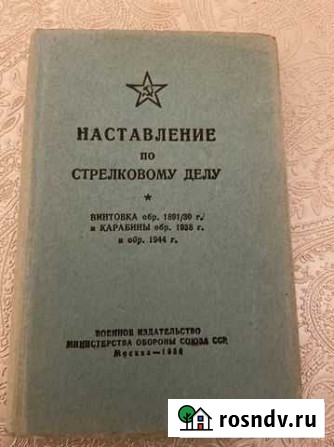 НАСТАВЛЕНИЕ
ПО
СТРЕЛКОВОМУ ДЕЛУ
ВИНТОВКА обр. 1891/30 г.
и КАРАБИНЫ обр. 1938 г.
и обр. 1944 г.
ВОЕННОЕ ИЗДАТЕЛЬСТВО
МИНИСТЕРСТВА ОБОРОНЫ СОЮЗА ССР
Москва—
rosndv.ru